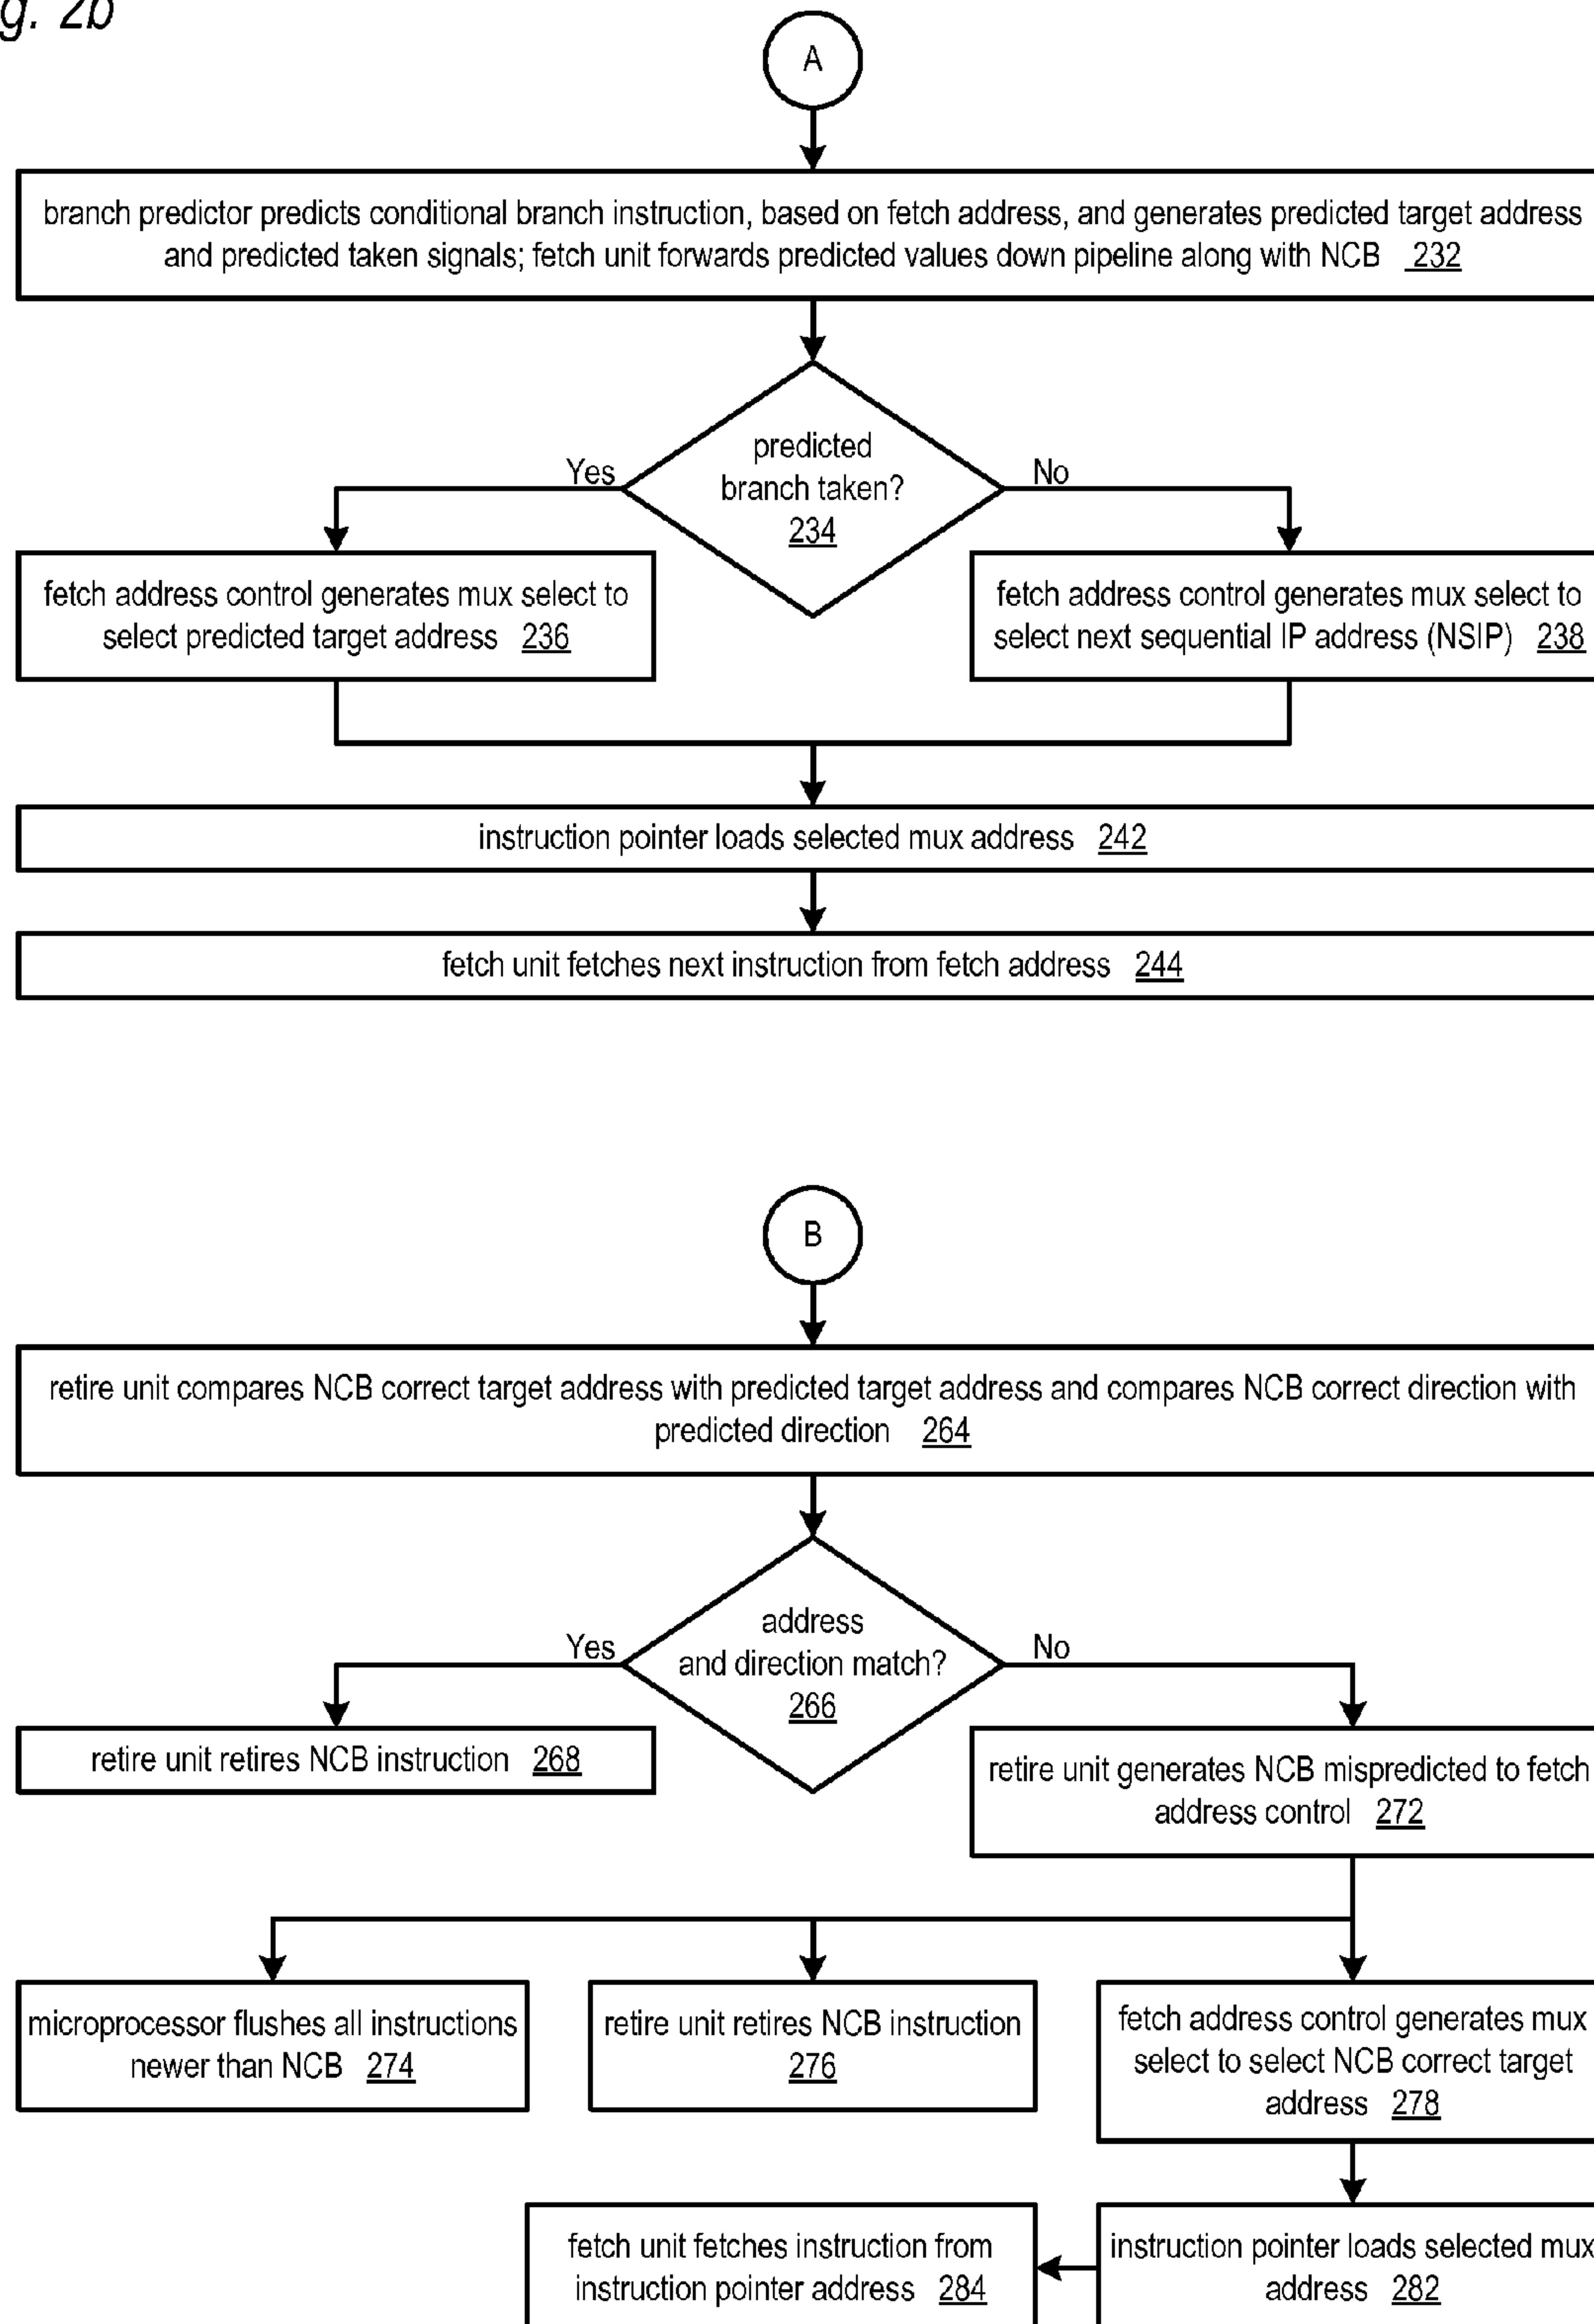 g. 2b
A
branch predictor predicts conditional branch instruction, based on fetch address, and generates predicted target address
and predicted taken signals; fetch unit forwards predicted values down pipeline along with NCB 232
predicted
branch taken?
234
Yes
No
fetch address control generates mux select to
select predicted target address 236
fetch address control generates mux select to
select next sequential IP address (NSIP) 238
instruction pointer loads selected mux address 242
fetch unit fetches next instruction from fetch address 244
B
retire unit compares NCB correct target address with predicted target address and compares NCB correct direction with
predicted direction 264
address
and direction match?
266
Yes
No
retire unit retires NCB instruction 268
retire unit generates NCB mispredicted to fetch
address control 272
microprocessor flushes all instructions
newer than NCB 274
retire unit retires NCB instruction
276
fetch address control generates mux
select to select NCB correct target
address 278
fetch unit fetches instruction from
instruction pointer address 284
instruction pointer loads selected mux
address 282